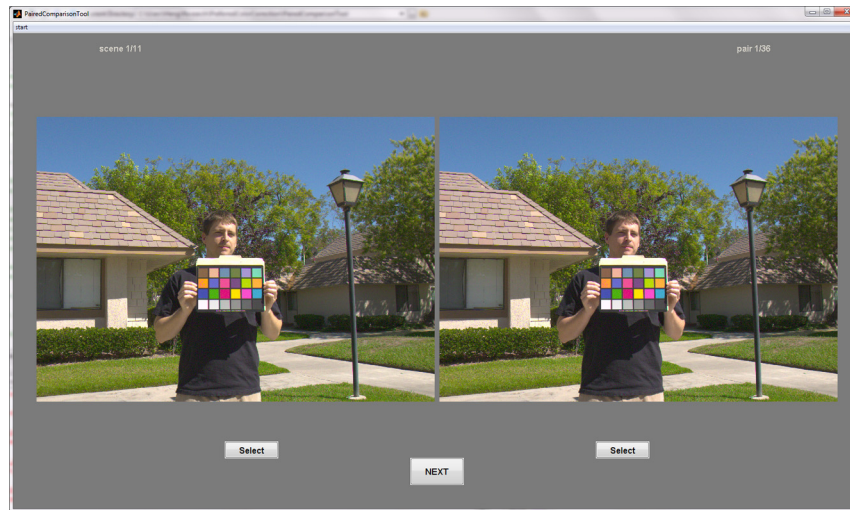 PairedComparisonTool
start
scene 1/11
pair 1/36
Select
Select
NEXT